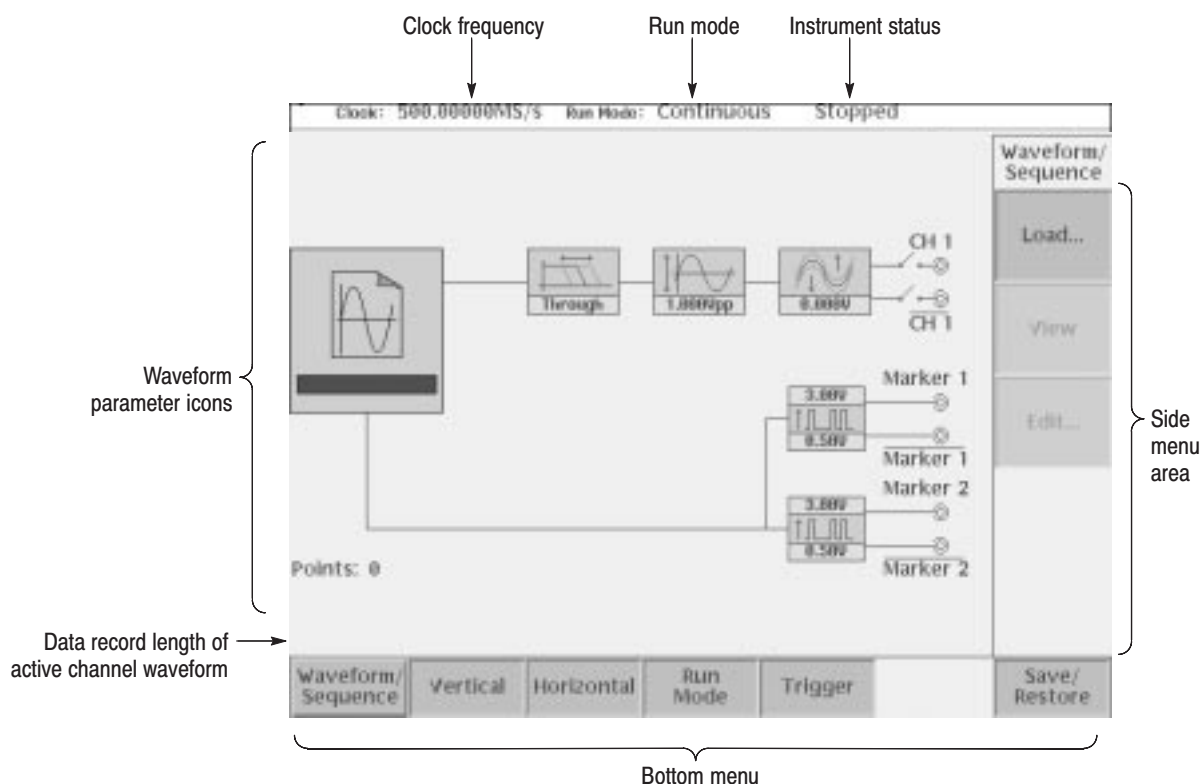 Clock frequency
Run mode
Instrument status
Clock: 500.00000MS/s Run Mode: Continuous Stopped
Waveform/
Sequence
Load...
View
Edit...
CH 1
CH 1
Through
1.000Vpp
0.000V
Waveform
parameter icons
Marker 1
3.00V
0.50V
Marker 1
Marker 2
3.00V
0.50V
Marker 2
Side
menu
area
Points: 0
Data record length of
active channel waveform
Waveform/
Sequence
Vertical
Horizontal
Run
Mode
Trigger
Save/
Restore
Bottom menu